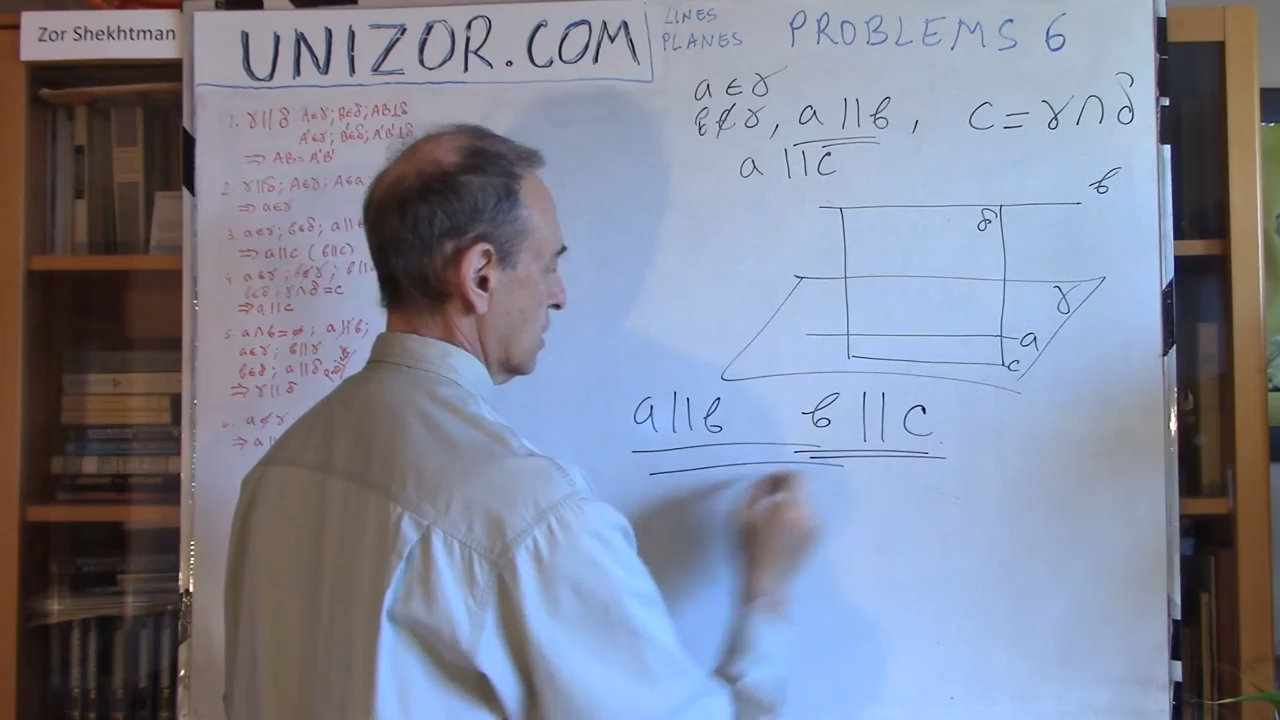 Zor Shekhtman
UNIZOR.COM
LINES
PLANES
PROBLEMS 6
1. γ||δ A∈γ; B∈δ; AB⊥δ
A'∈γ; B'∈δ; A'B'⊥δ
⇒ AB=A'B'
2. γ||δ; A∈γ; A∈a;
⇒ a∈γ
3. a∈γ; b∈δ; a||b
⇒ a||c (b||c)
4. a∈γ; b∉γ; b||a
b∈δ; γ∩δ=c
⇒ a||c
5. a∩b=ø; a∦b;
a∈γ; b||γ
b∈δ; a||δ
⇒ γ||δ
6. a∉γ
⇒ a||
a∈γ
b∉γ, a||b, c=γ∩δ
a||c
b
δ
γ
a
c
a||b b||c